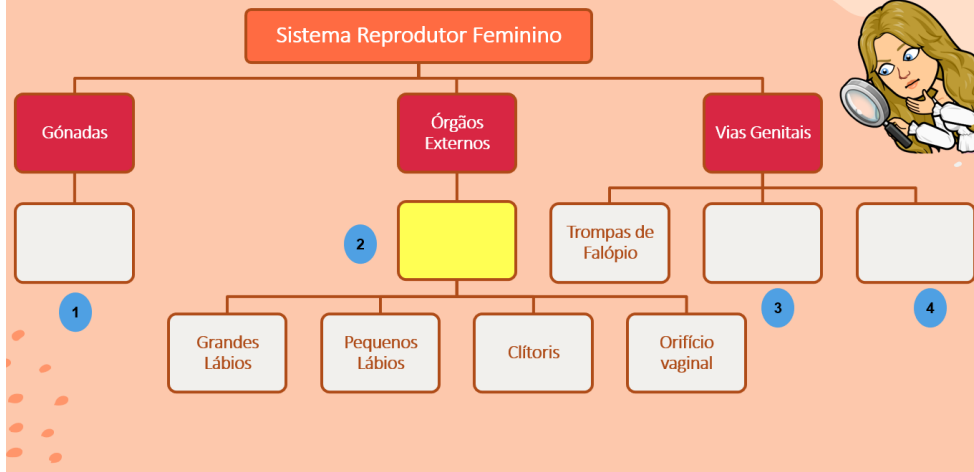 Sistema Reprodutor Feminino
Gónadas
Órgãos
Externos
Vias Genitais
2
Trompas de
Falópio
1
3
4
Grandes
Lábios
Pequenos
Lábios
Clítoris
Orifício
vaginal